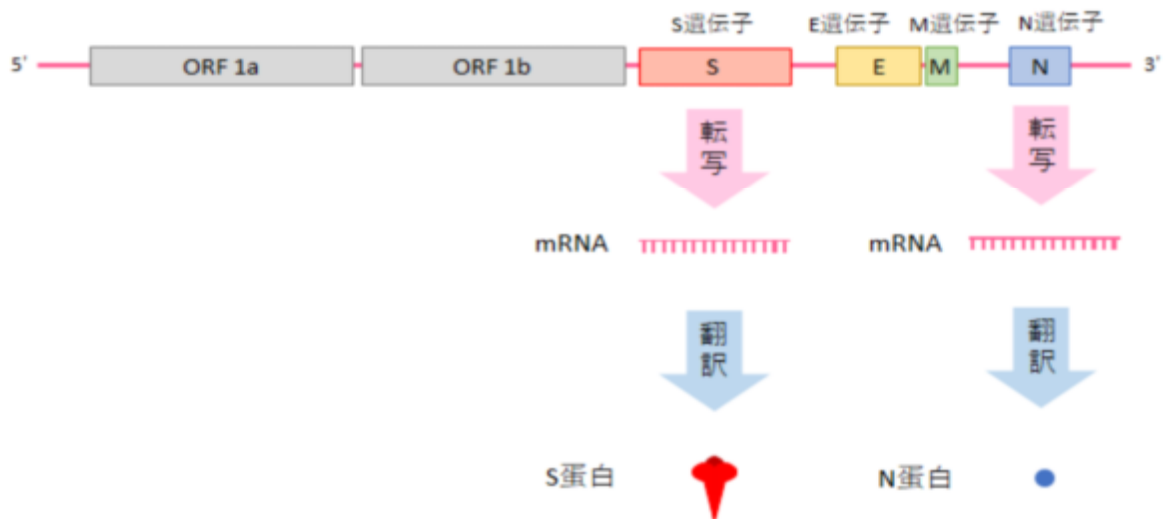 S遺伝子 E遺伝子 M遺伝子 N遺伝子
5' ORF 1a ORF 1b S E M N 3'
転写 転写
mRNA mRNA
翻訳 翻訳
S蛋白 N蛋白